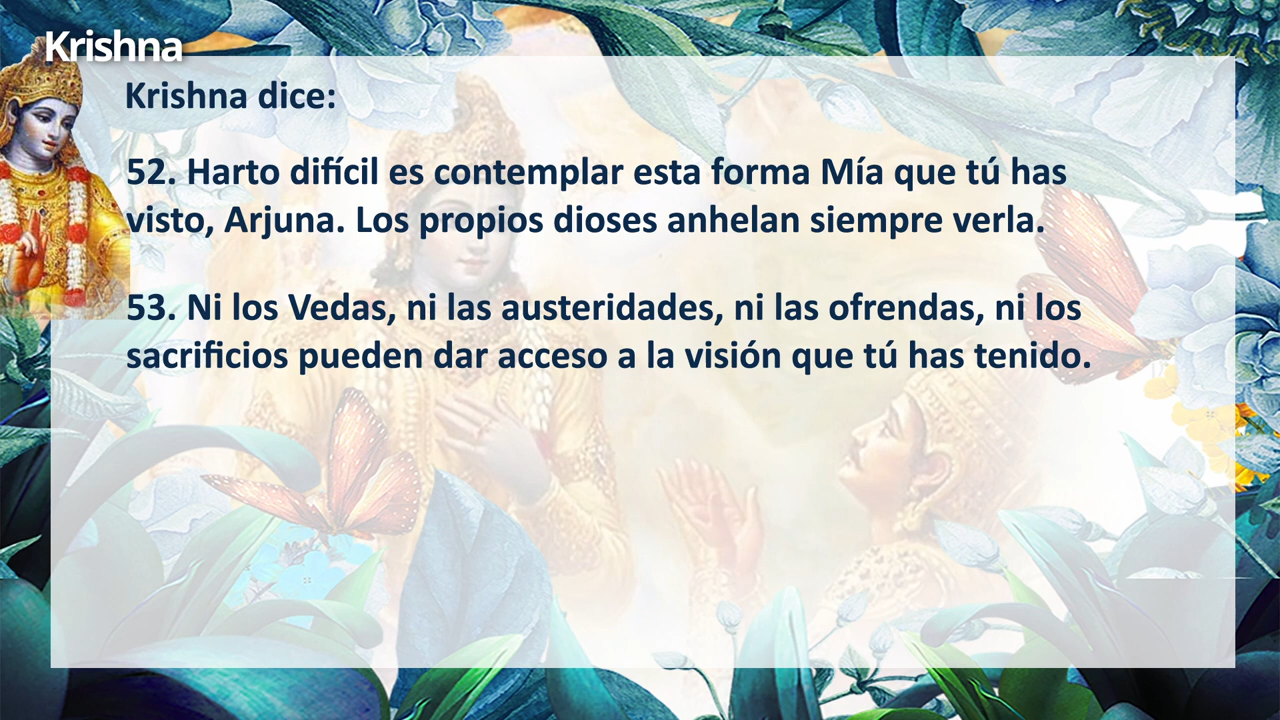 Krishna
Krishna dice:
52. Harto difícil es contemplar esta forma Mía que tú has
visto, Arjuna. Los propios dioses anhelan siempre verla.
53. Ni los Vedas, ni las austeridades, ni las ofrendas, ni los
sacrificios pueden dar acceso a la visión que tú has tenido.